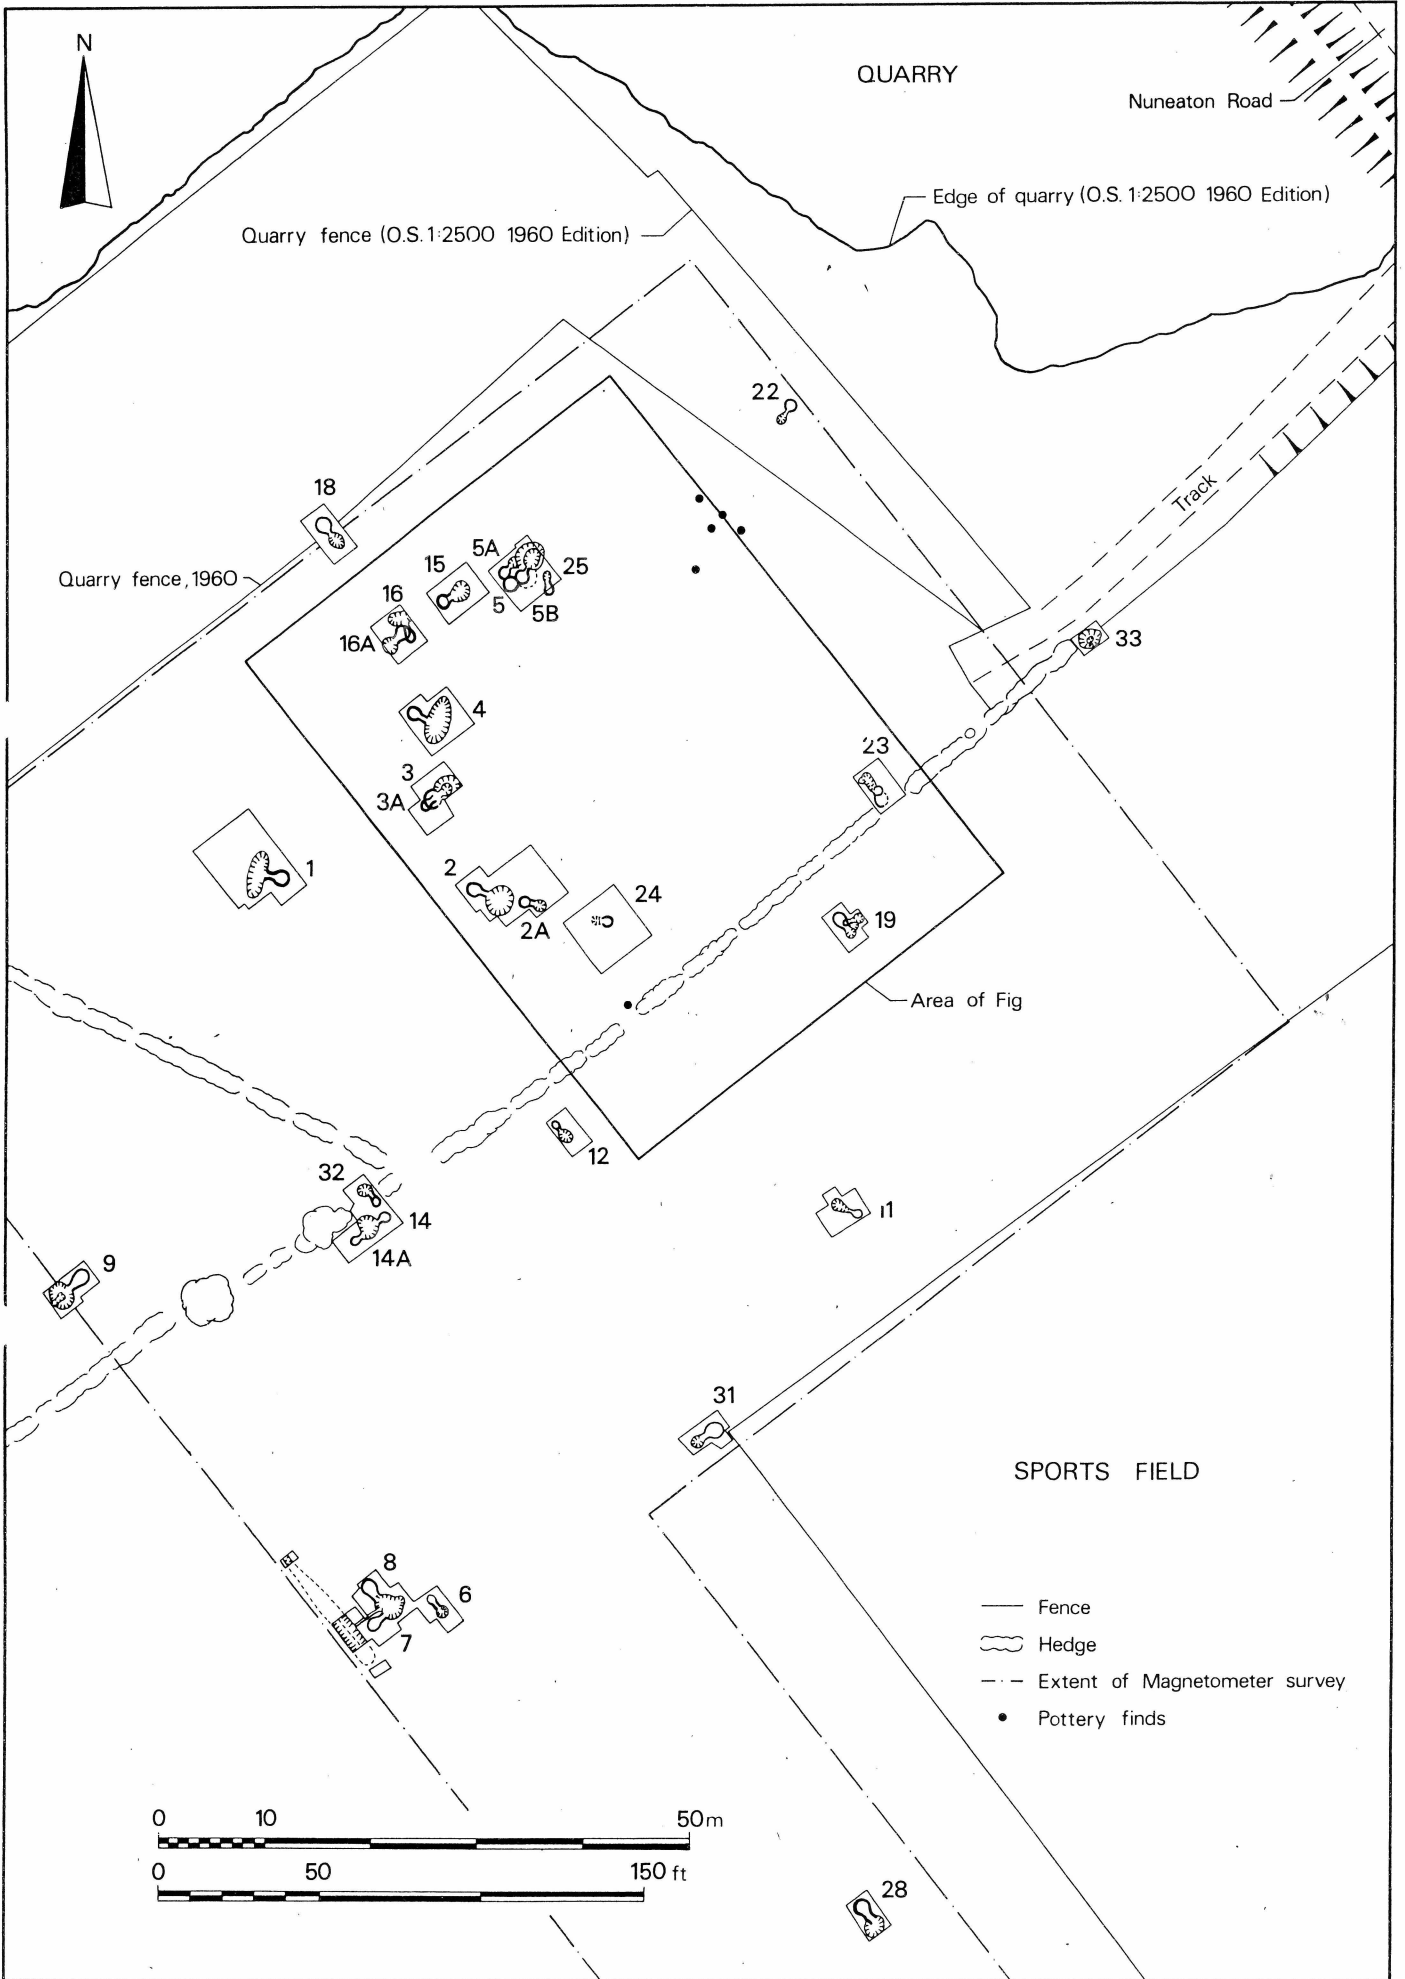 N
QUARRY
Nuneaton Road
Edge of quarry (O.S. 1:2500 1960 Edition)
Quarry fence (O.S. 1:2500 1960 Edition)
22
Track
18
5A
25
15
Quarry fence, 1960
16
5
5B
16A
33
4
23
3
3A
1
2
24
2A
19
Area of Fig
12
32
14
11
14A
9
31
SPORTS FIELD
8
6
7
Fence
Hedge
Extent of Magnetometer survey
Pottery finds
0 10 50m
0 50 150 ft
28